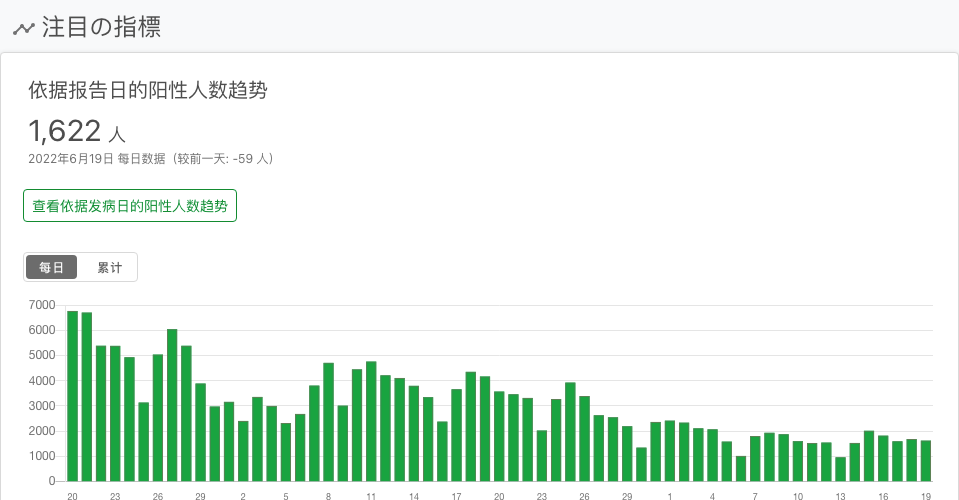 注目の指標
依据报告日的阳性人数趋势
1,622 人
2022年6月19日 每日数据（较前一天: -59 人）
查看依据发病日的阳性人数趋势
每日 累计
7000
6000
5000
4000
3000
2000
1000
0
20 23 26 29 2 5 8 11 14 17 20 23 26 29 1 4 7 10 13 16 19